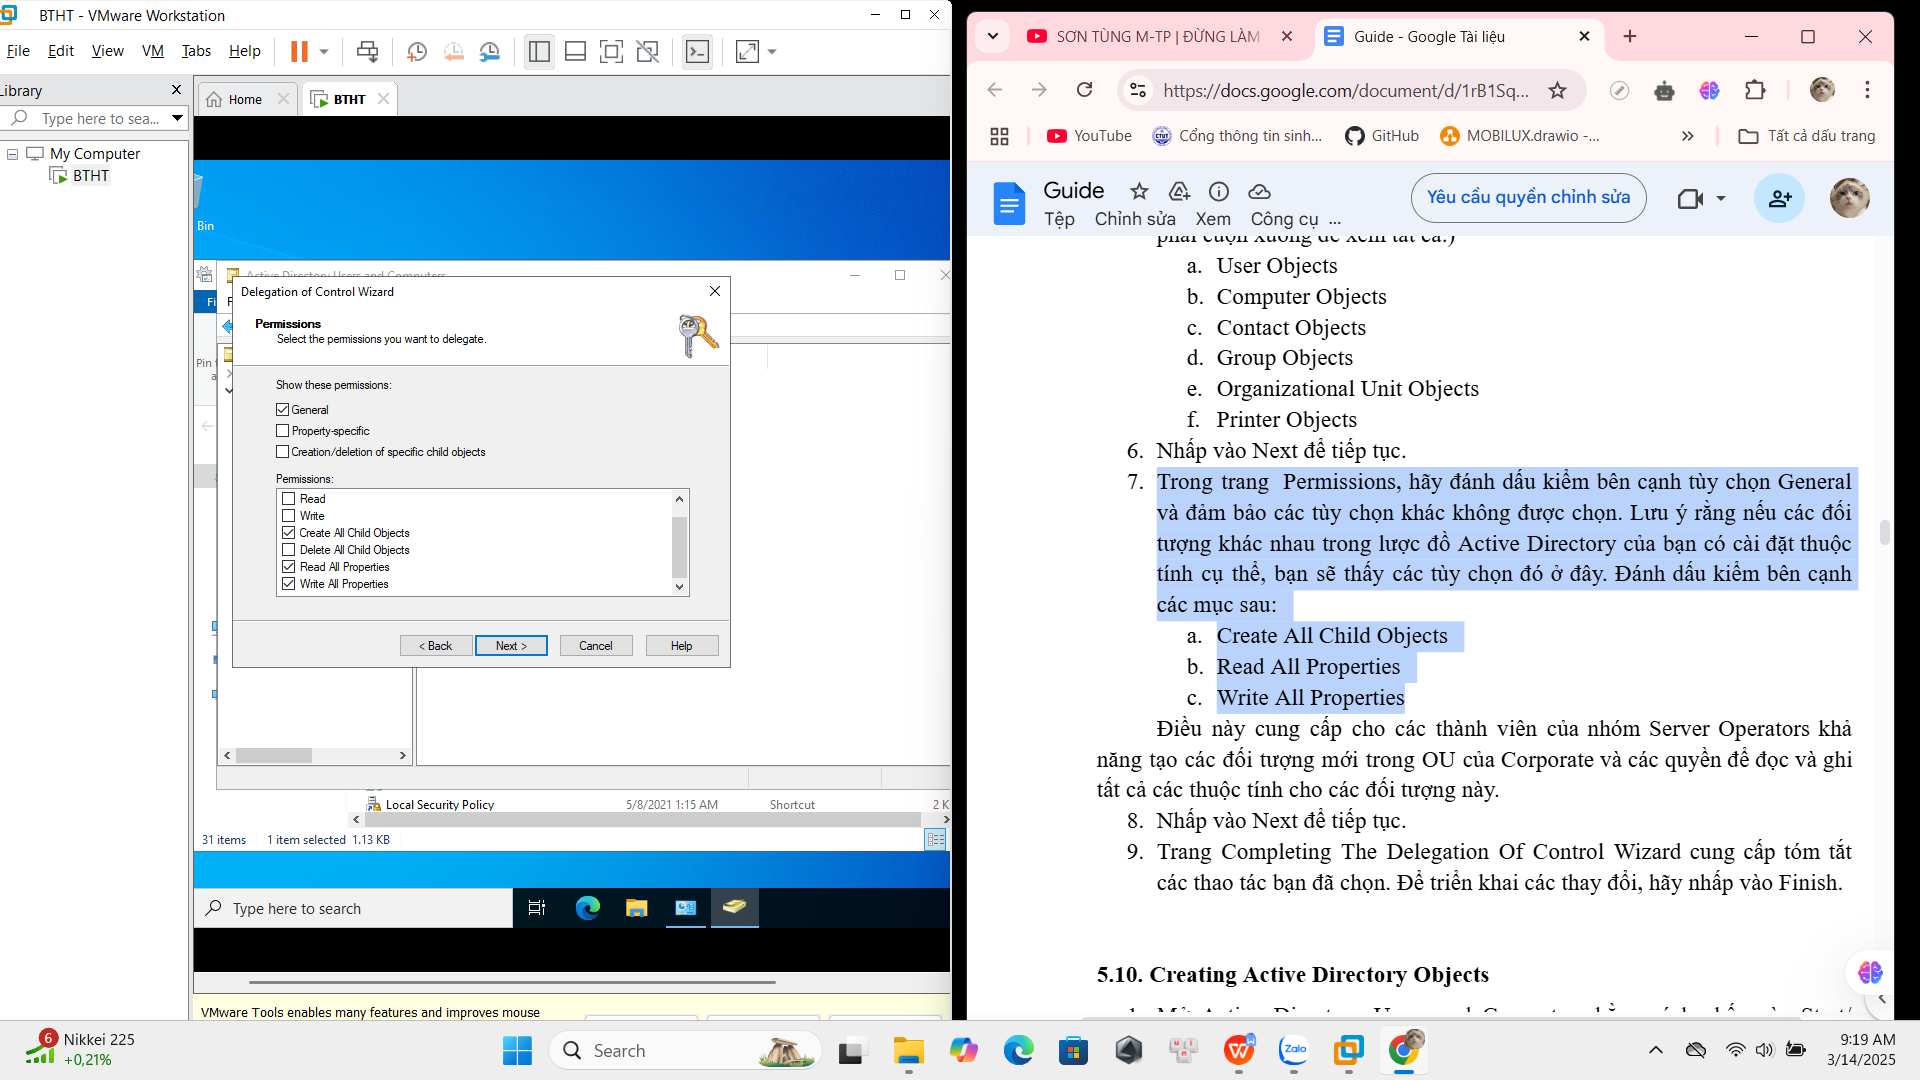 BTHT - VMware Workstation
File Edit View VM Tabs Help
Library
Type here to sea...
My Computer
BTHT
Home
BTHT
Bin
Active Directory Users and Computers
Delegation of Control Wizard
Permissions
Select the permissions you want to delegate.
Show these permissions:
General
Property-specific
Creation/deletion of specific child objects
Permissions:
Read
Write
Create All Child Objects
Delete All Child Objects
Read All Properties
Write All Properties
< Back
Next >
Cancel
Help
Local Security Policy 5/8/2021 1:15 AM Shortcut 2 K
31 items 1 item selected 1.13 KB
Type here to search
VMware Tools enables many features and improves mouse
SƠN TÙNG M-TP | ĐỪNG LÀM
Guide - Google Tài liệu
https://docs.google.com/document/d/1rB1Sq...
YouTube
Cổng thông tin sinh...
GitHub
MOBILUX.drawio -...
Tất cả dấu trang
Guide
Tệp Chỉnh sửa Xem Công cụ ...
Yêu cầu quyền chỉnh sửa
phải cuộn xuống để xem tất cả.)
a. User Objects
b. Computer Objects
c. Contact Objects
d. Group Objects
e. Organizational Unit Objects
f. Printer Objects
6. Nhấp vào Next để tiếp tục.
7. Trong trang Permissions, hãy đánh dấu kiểm bên cạnh tùy chọn General
và đảm bảo các tùy chọn khác không được chọn. Lưu ý rằng nếu các đối
tượng khác nhau trong lược đồ Active Directory của bạn có cài đặt thuộc
tính cụ thể, bạn sẽ thấy các tùy chọn đó ở đây. Đánh dấu kiểm bên cạnh
các mục sau:
a. Create All Child Objects
b. Read All Properties
c. Write All Properties
Điều này cung cấp cho các thành viên của nhóm Server Operators khả
năng tạo các đối tượng mới trong OU của Corporate và các quyền để đọc và ghi
tất cả các thuộc tính cho các đối tượng này.
8. Nhấp vào Next để tiếp tục.
9. Trang Completing The Delegation Of Control Wizard cung cấp tóm tắt
các thao tác bạn đã chọn. Để triển khai các thay đổi, hãy nhấp vào Finish.
5.10. Creating Active Directory Objects
6
Nikkei 225
+0,21%
Search
Zalo
9:19 AM
3/14/2025